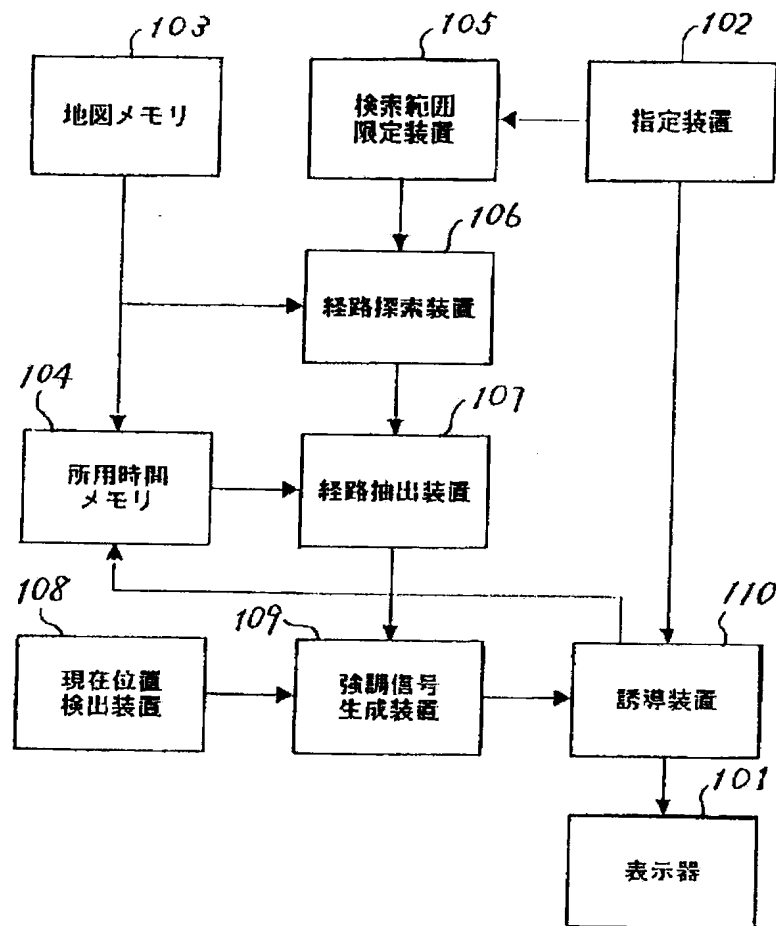 103
105
102
地図メモリ
検索範囲
限定装置
指定装置
106
経路探索装置
104
107
所用時間
メモリ
経路抽出装置
108
109
110
現在位置
検出装置
強調信号
生成装置
誘導装置
101
表示器